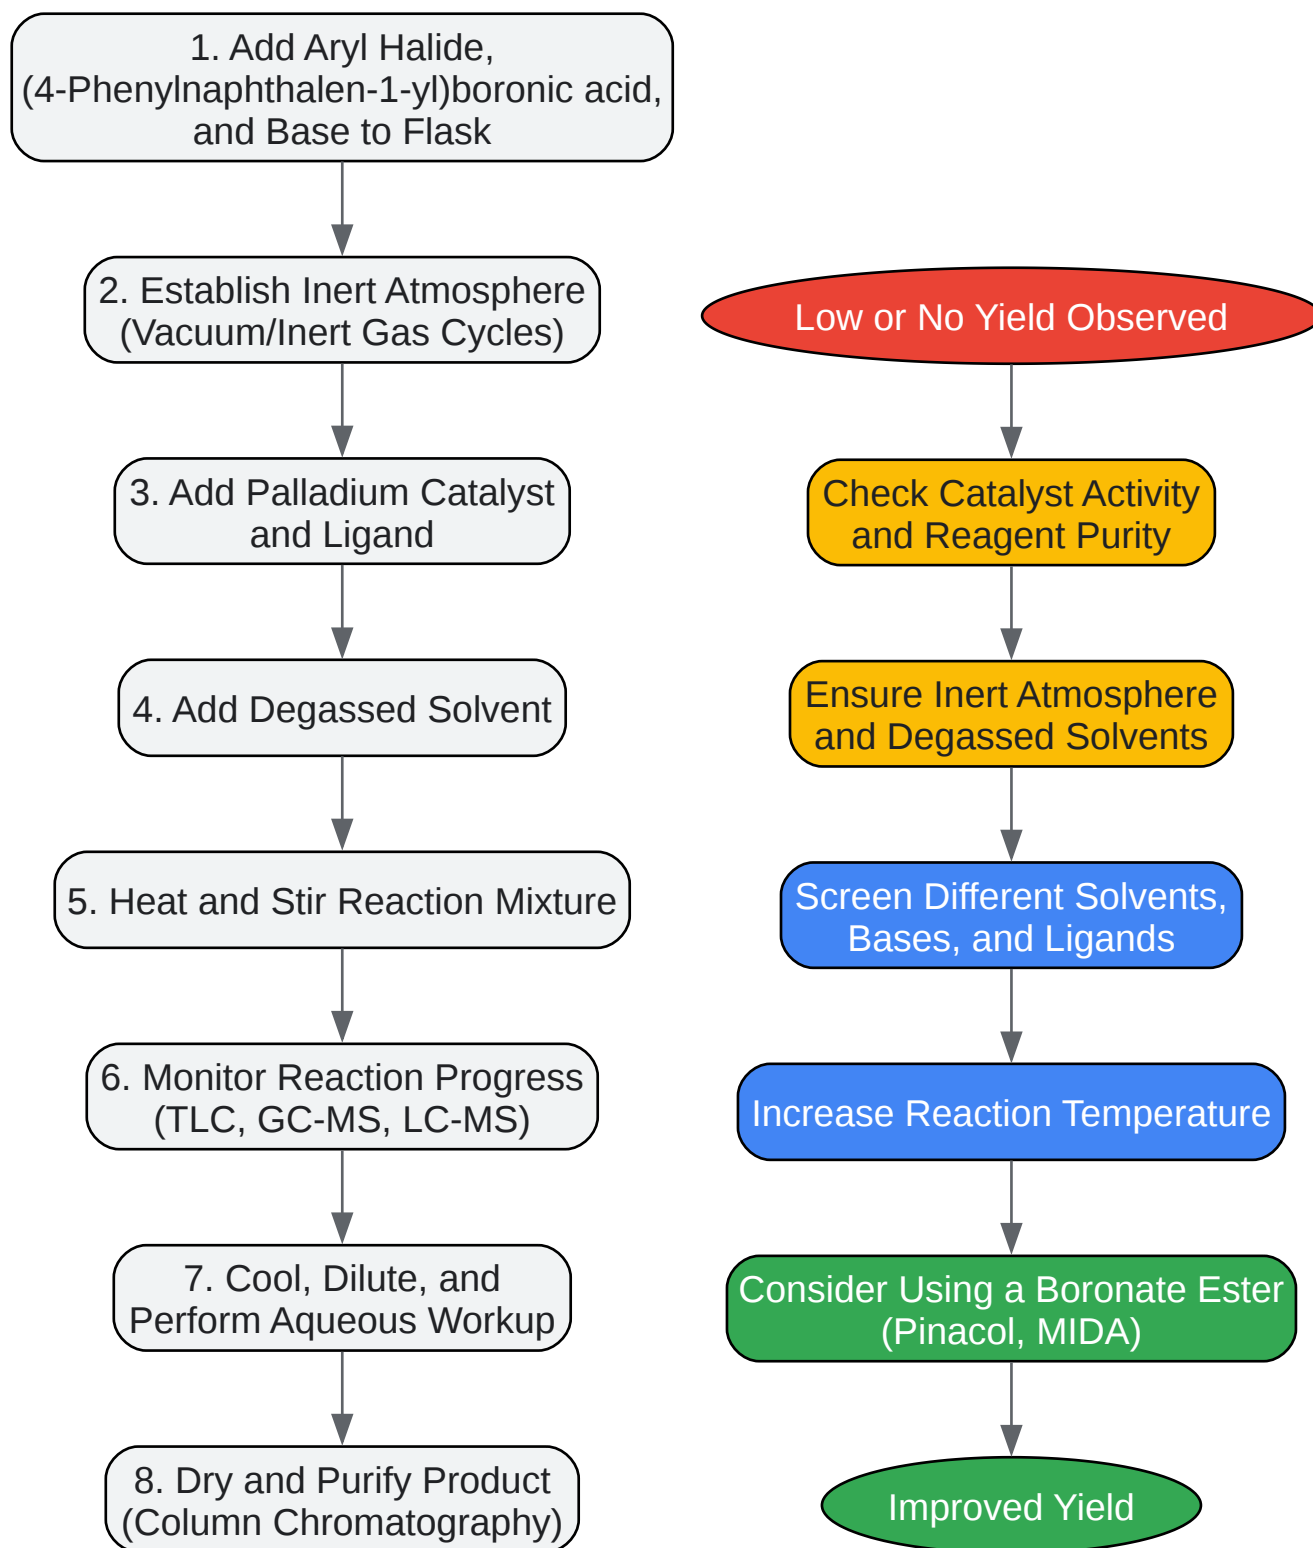 1. Add Aryl Halide,
(4-Phenylnaphthalen-1-yl)boronic acid,
and Base to Flask
2. Establish Inert Atmosphere
(Vacuum/Inert Gas Cycles)
3. Add Palladium Catalyst
and Ligand
4. Add Degassed Solvent
5. Heat and Stir Reaction Mixture
6. Monitor Reaction Progress
(TLC, GC-MS, LC-MS)
7. Cool, Dilute, and
Perform Aqueous Workup
8. Dry and Purify Product
(Column Chromatography)
Low or No Yield Observed
Check Catalyst Activity
and Reagent Purity
Ensure Inert Atmosphere
and Degassed Solvents
Screen Different Solvents,
Bases, and Ligands
Increase Reaction Temperature
Consider Using a Boronate Ester
(Pinacol, MIDA)
Improved Yield